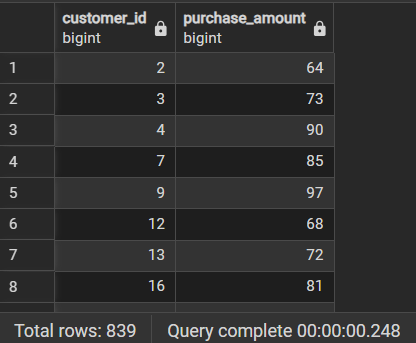 customer_id purchase_amount
bigint bigint
1 2 64
2 3 73
3 4 90
4 7 85
5 9 97
6 12 68
7 13 72
8 16 81
Total rows: 839 Query complete 00:00:00.248